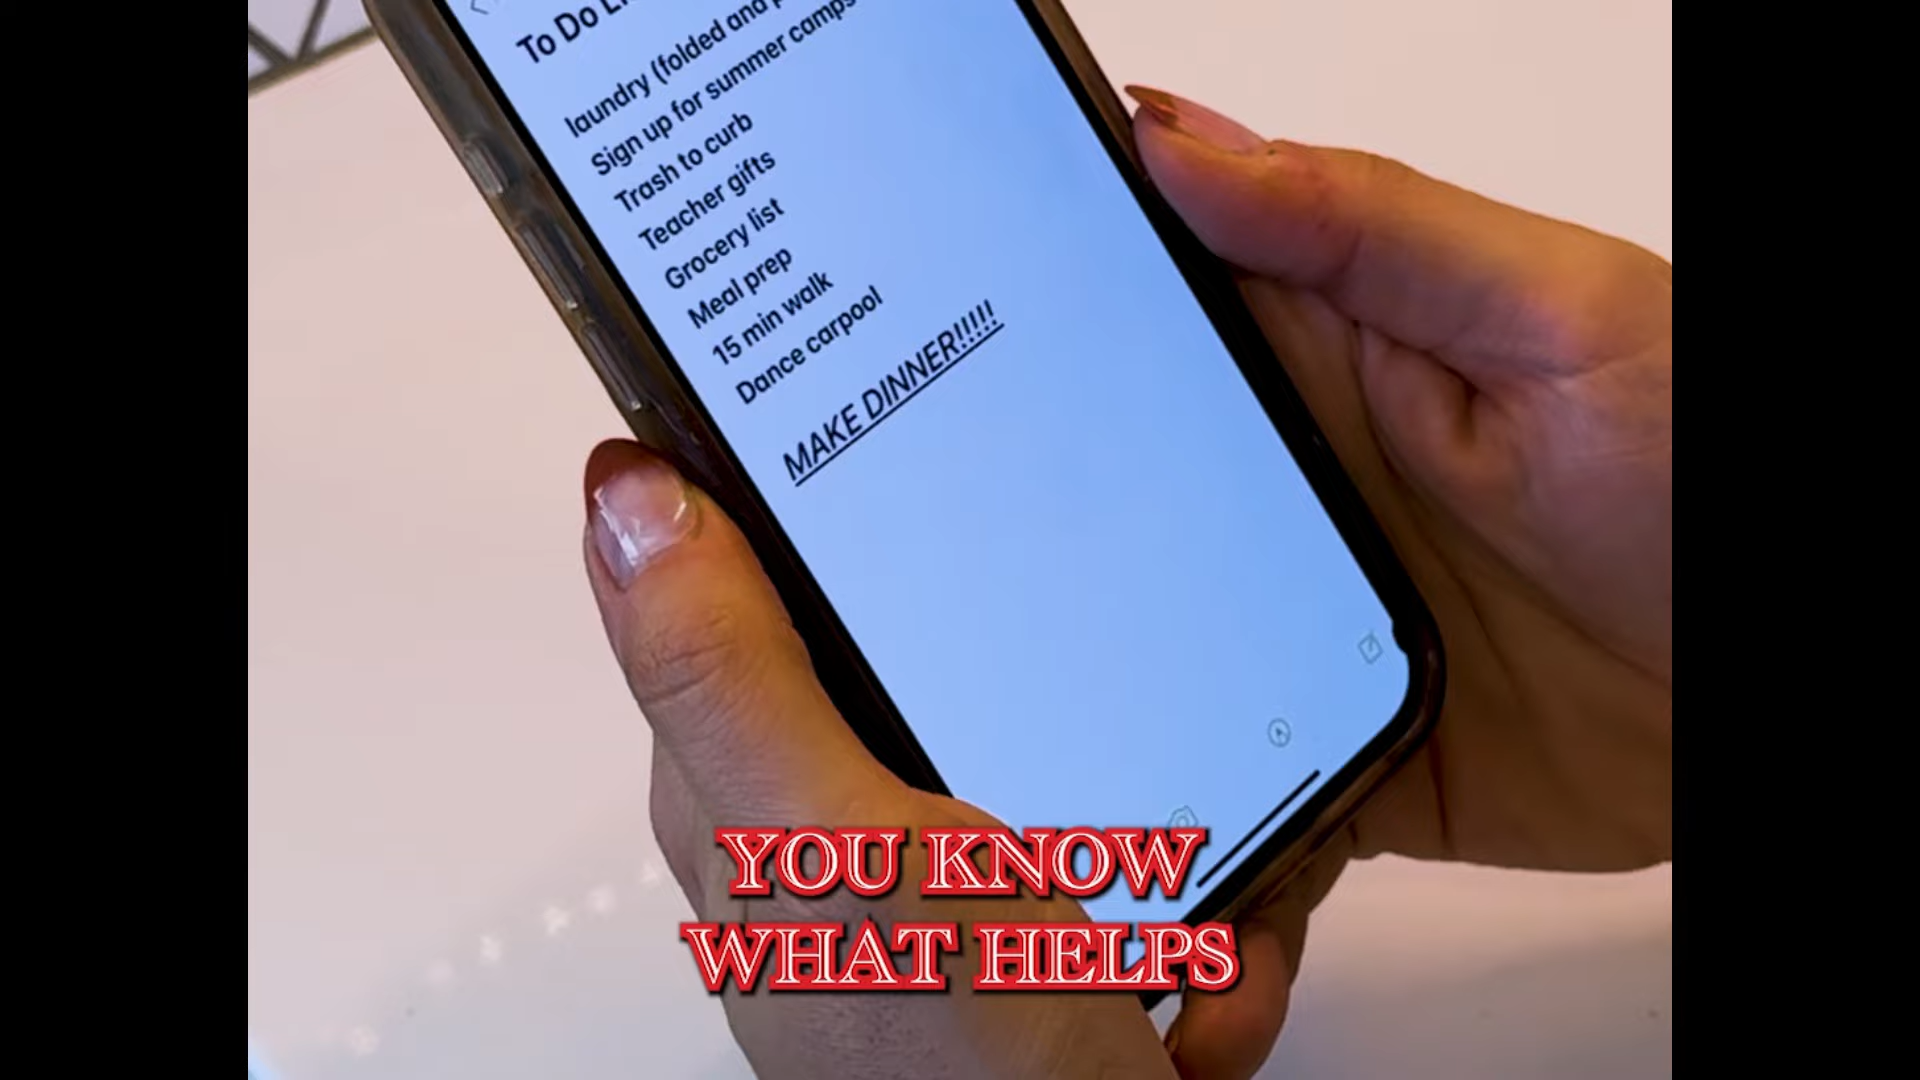 To Do
laundry (folded and
Sign up for summer camps
Trash to curb
Teacher gifts
Grocery list
Meal prep
15 min walk
Dance carpool
MAKE DINNER!!!!!
YOU KNOW
WHAT HELPS